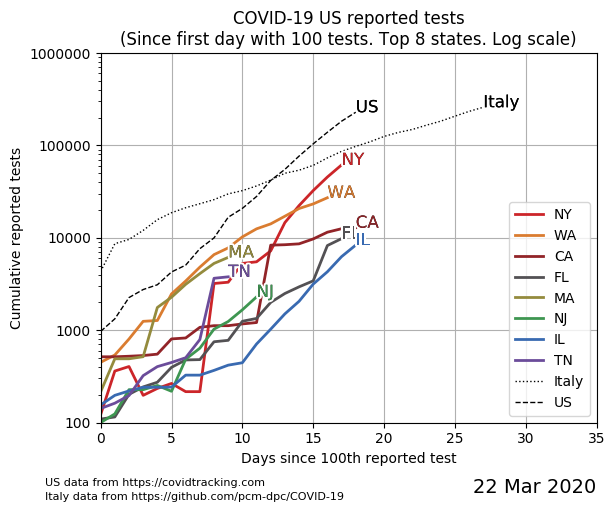 COVID-19 US reported tests
(Since first day with 100 tests. Top 8 states. Log scale)
Cumulative reported tests
1000000
100000
10000
1000
100
0 5 10 15 20 25 30 35
Days since 100th reported test
US
Italy
NY
WA
CA
FL
IL
MA
TN
NJ
NY
WA
CA
FL
MA
NJ
IL
TN
Italy
US
US data from https://covidtracking.com
Italy data from https://github.com/pcm-dpc/COVID-19
22 Mar 2020